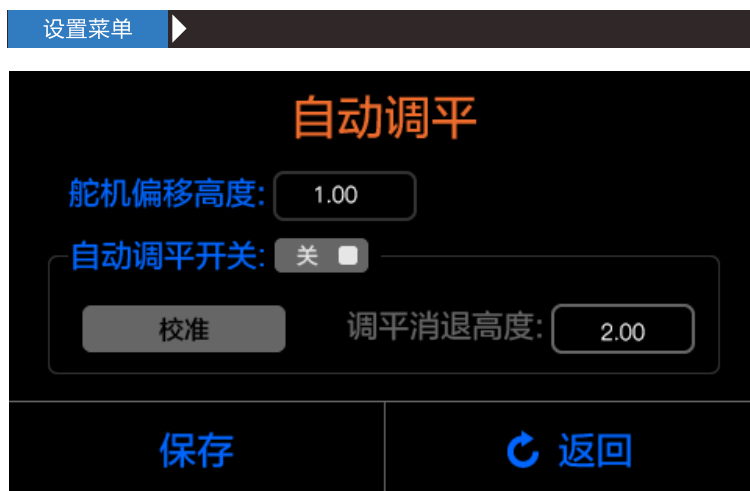 设置菜单
自动调平
舵机偏移高度: 1.00
自动调平开关: 关
校准 调平消退高度: 2.00
保存 返回